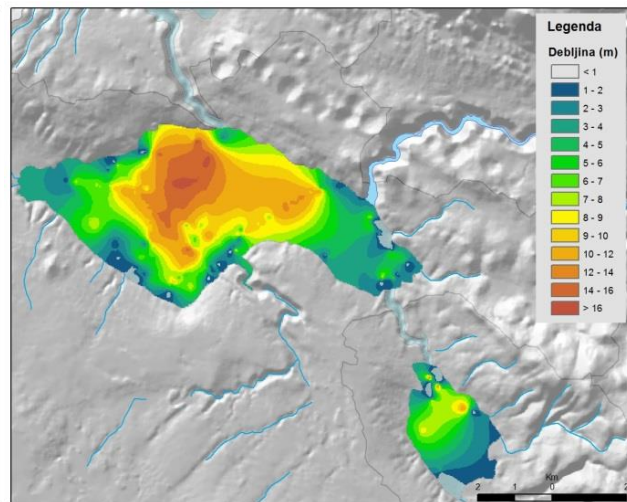 Legenda
Debljina (m)
< 1
1 - 2
2 - 3
3 - 4
4 - 5
5 - 6
6 - 7
7 - 8
8 - 9
9 - 10
10 - 12
12 - 14
14 - 16
> 16
Km
2 1 0 2